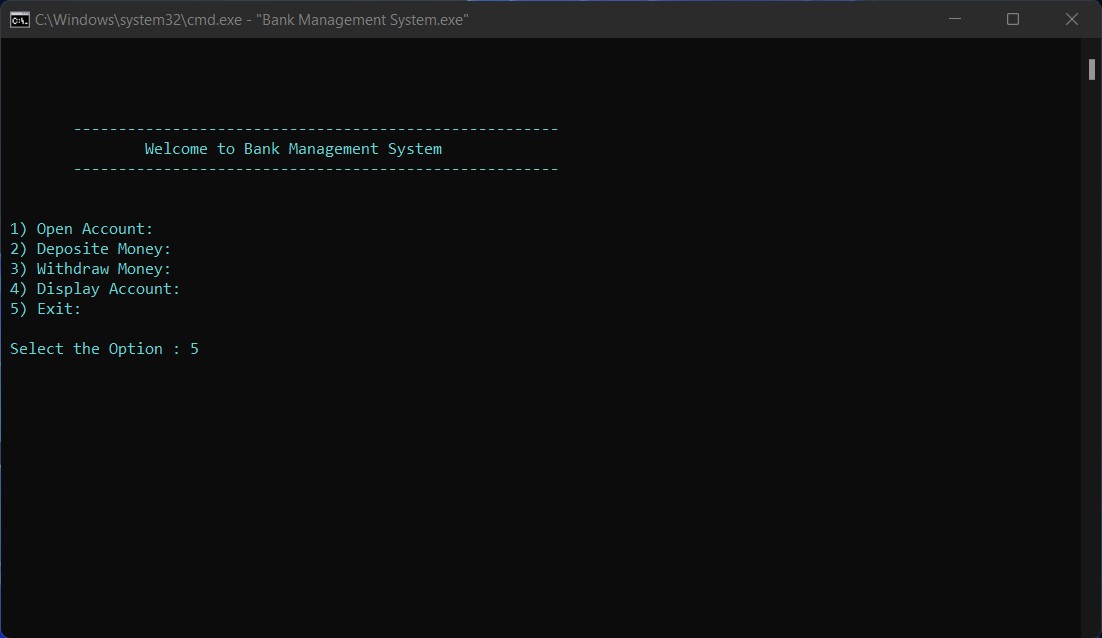 C:\Windows\system32\cmd.exe - "Bank Management System.exe"
------------------------------------------------------
Welcome to Bank Management System
------------------------------------------------------
1) Open Account:
2) Deposite Money:
3) Withdraw Money:
4) Display Account:
5) Exit:
Select the Option : 5